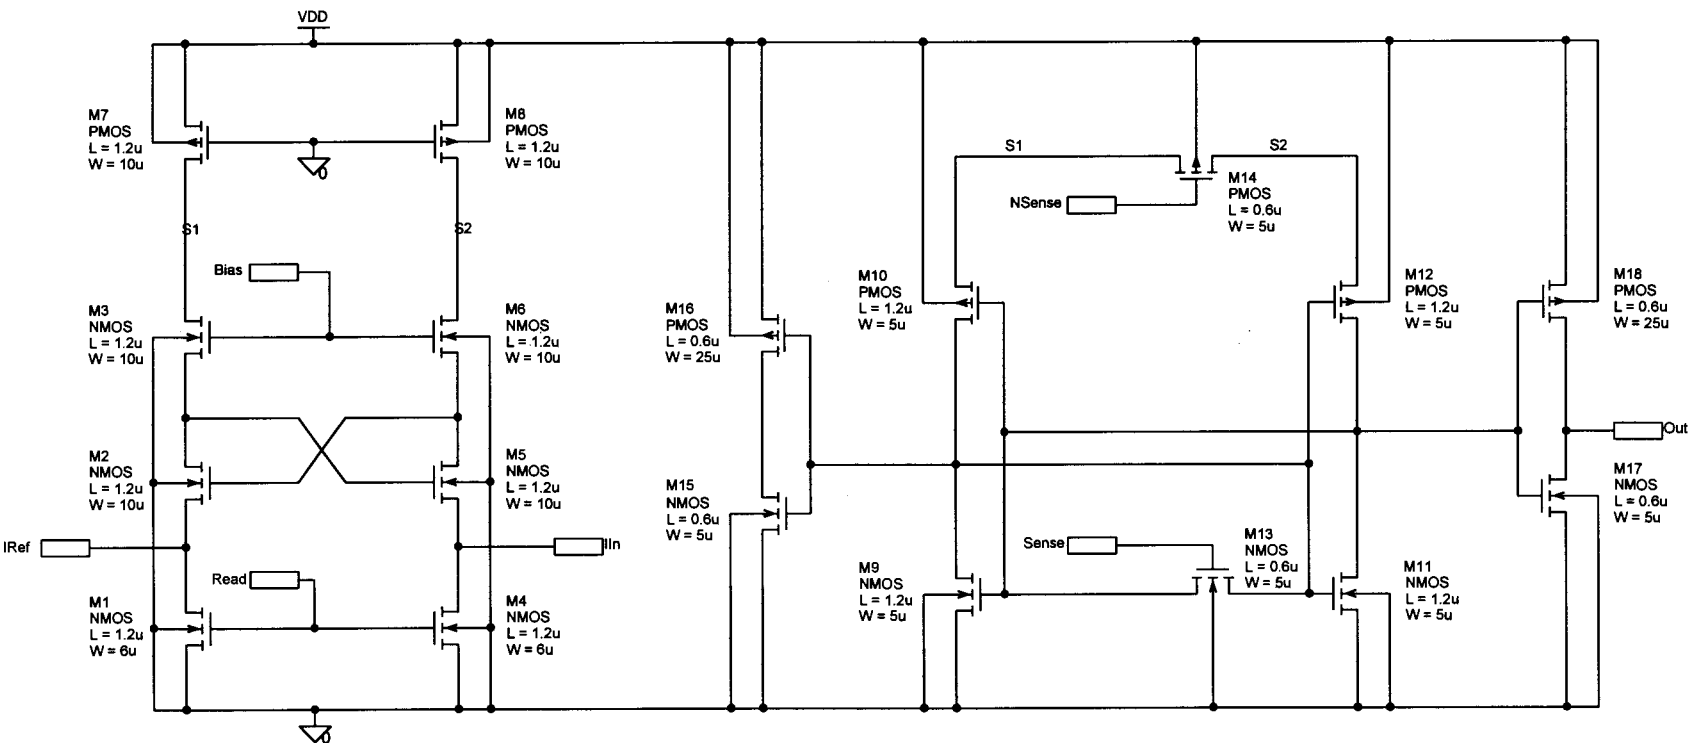 VDD
M7
PMOS
L = 1.2u
W = 10u
M8
PMOS
L = 1.2u
W = 10u
0
S1
S2
Bias
M3
NMOS
L = 1.2u
W = 10u
M6
NMOS
L = 1.2u
W = 10u
M2
NMOS
L = 1.2u
W = 10u
M5
NMOS
L = 1.2u
W = 10u
IRef
IIn
Read
M1
NMOS
L = 1.2u
W = 6u
M4
NMOS
L = 1.2u
W = 6u
0
M16
PMOS
L = 0.6u
W = 25u
M15
NMOS
L = 0.6u
W = 5u
S1
S2
NSense
M14
PMOS
L = 0.6u
W = 5u
M10
PMOS
L = 1.2u
W = 5u
M12
PMOS
L = 1.2u
W = 5u
M18
PMOS
L = 0.6u
W = 25u
Out
M17
NMOS
L = 0.6u
W = 5u
Sense
M13
NMOS
L = 0.6u
W = 5u
M9
NMOS
L = 1.2u
W = 5u
M11
NMOS
L = 1.2u
W = 5u